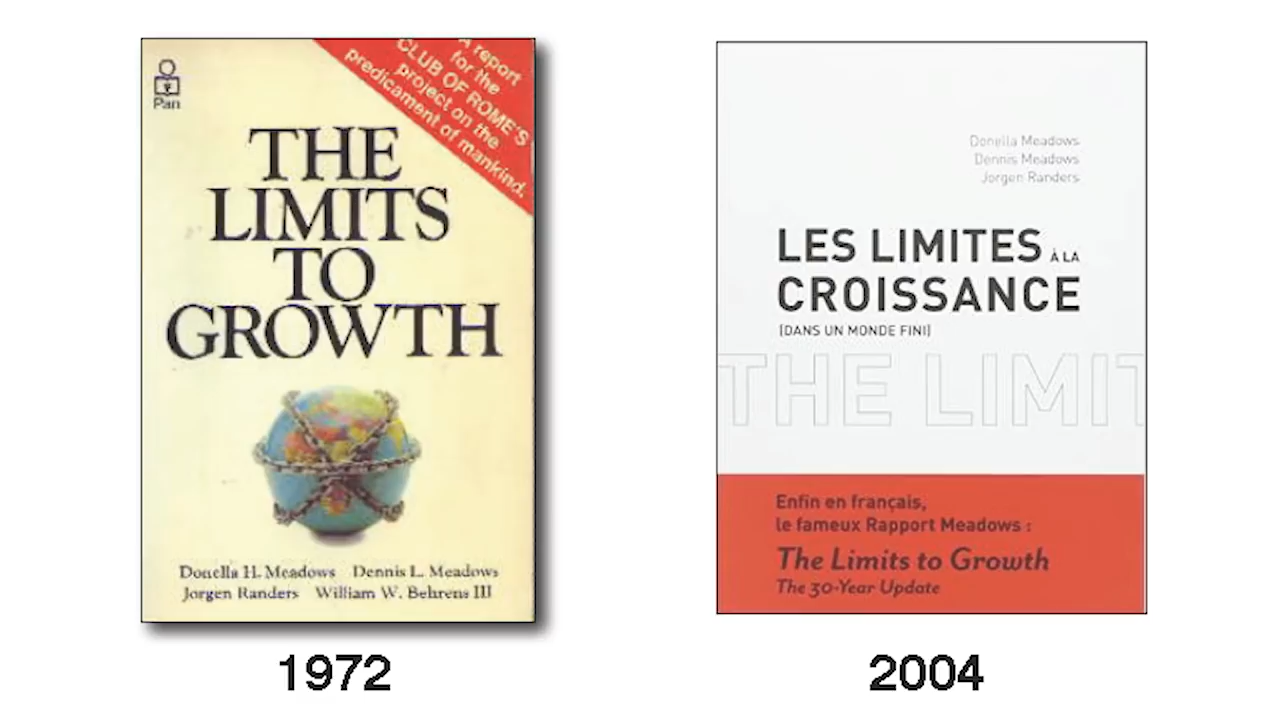 Pan
A report
for the
CLUB OF ROME'S
project on the
predicament of mankind.
THE
LIMITS
TO
GROWTH
Donella H. Meadows Dennis L. Meadows
Jorgen Randers William W. Behrens III
1972
Donella Meadows
Dennis Meadows
Jorgen Randers
LES LIMITES À LA
CROISSANCE
(DANS UN MONDE FINI)
THE LIMIT
Enfin en français,
le fameux Rapport Meadows :
The Limits to Growth
The 30-Year Update
2004